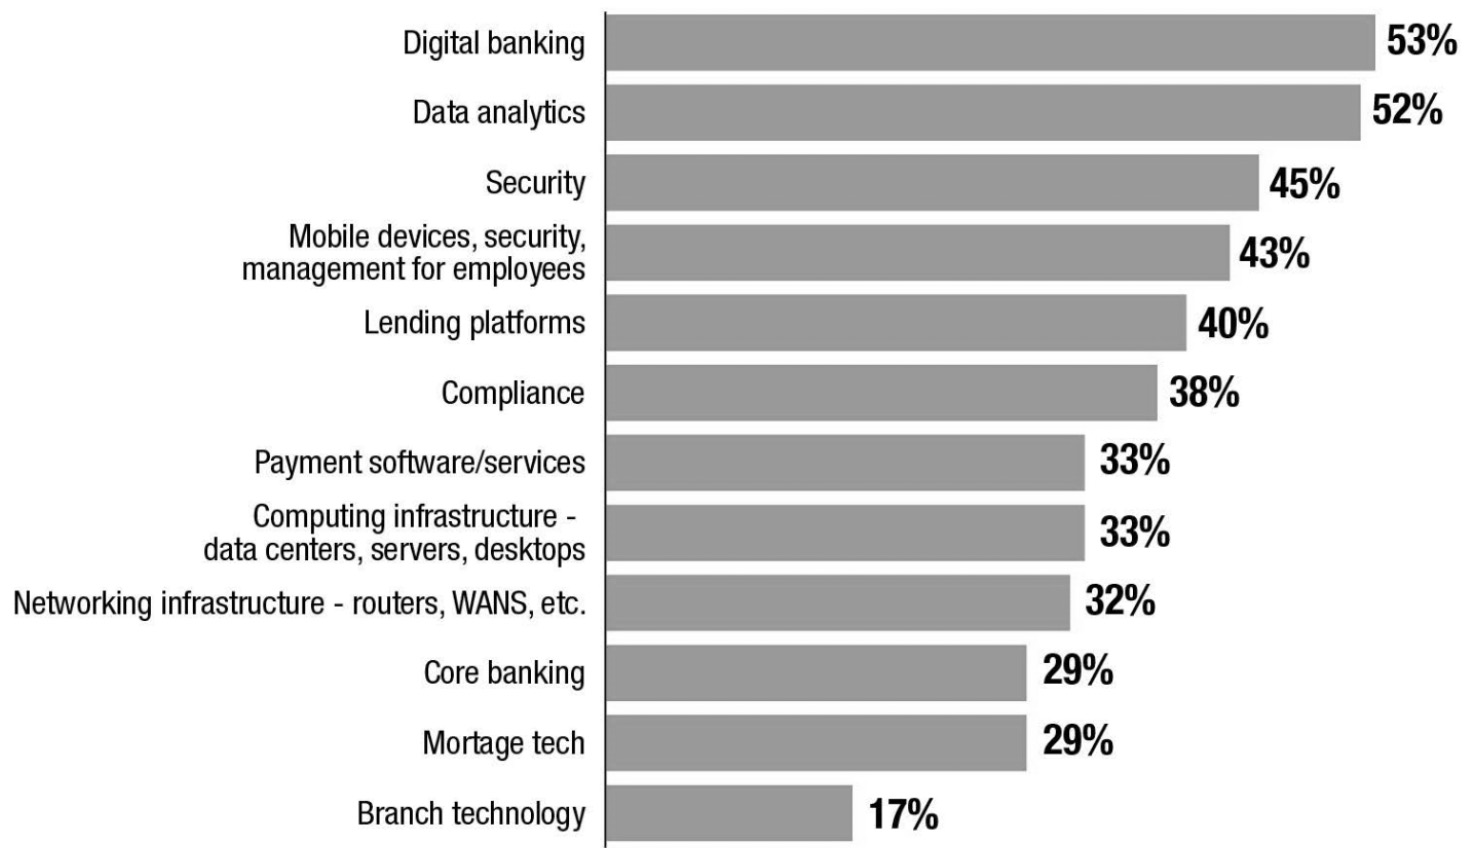 Digital banking 53%
Data analytics 52%
Security 45%
Mobile devices, security,
management for employees 43%
Lending platforms 40%
Compliance 38%
Payment software/services 33%
Computing infrastructure -
data centers, servers, desktops 33%
Networking infrastructure - routers, WANS, etc. 32%
Core banking 29%
Mortage tech 29%
Branch technology 17%